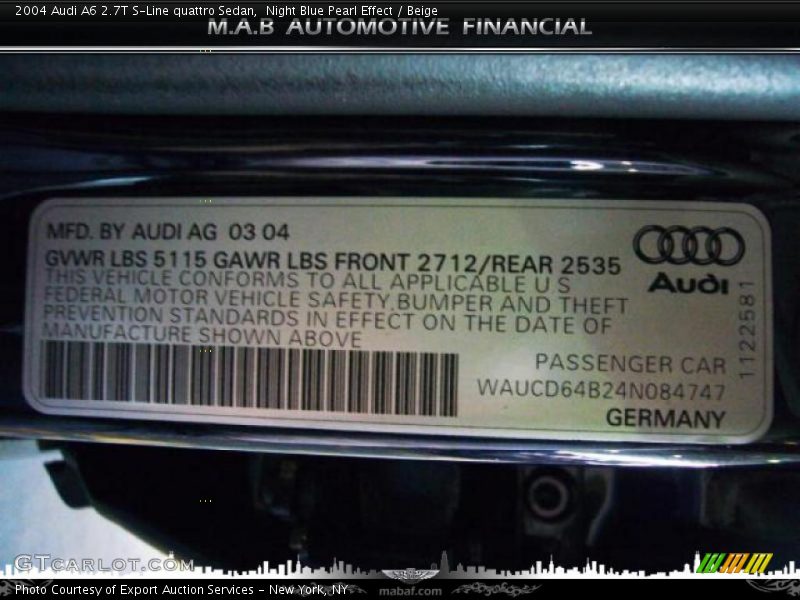 2004 Audi A6 2.7T S-Line quattro Sedan, Night Blue Pearl Effect / Beige
M.A.B AUTOMOTIVE FINANCIAL
MFD. BY AUDI AG 03 04
GVWR LBS 5115 GAWR LBS FRONT 2712/REAR 2535
THIS VEHICLE CONFORMS TO ALL APPLICABLE U S
FEDERAL MOTOR VEHICLE SAFETY,BUMPER AND THEFT
PREVENTION STANDARDS IN EFFECT ON THE DATE OF
MANUFACTURE SHOWN ABOVE
Audi
1122581
PASSENGER CAR
WAUCD64B24N084747
GERMANY
GTcarlot.com
Photo Courtesy of Export Auction Services - New York, NY
mabaf.com